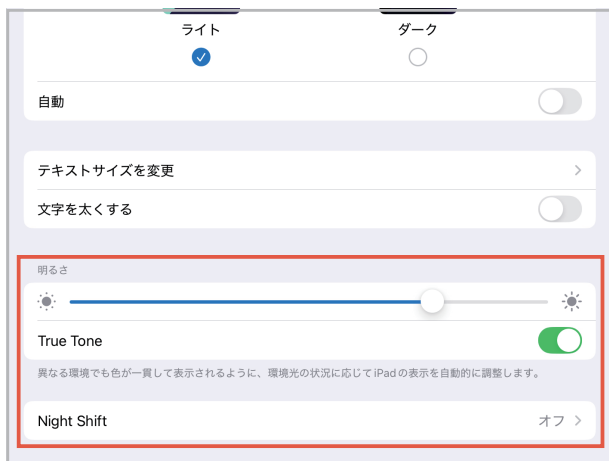 ライト
ダーク
自動
テキストサイズを変更
文字を太くする
明るさ
True Tone
異なる環境でも色が一貫して表示されるように、環境光の状況に応じてiPadの表示を自動的に調整します。
Night Shift
オフ